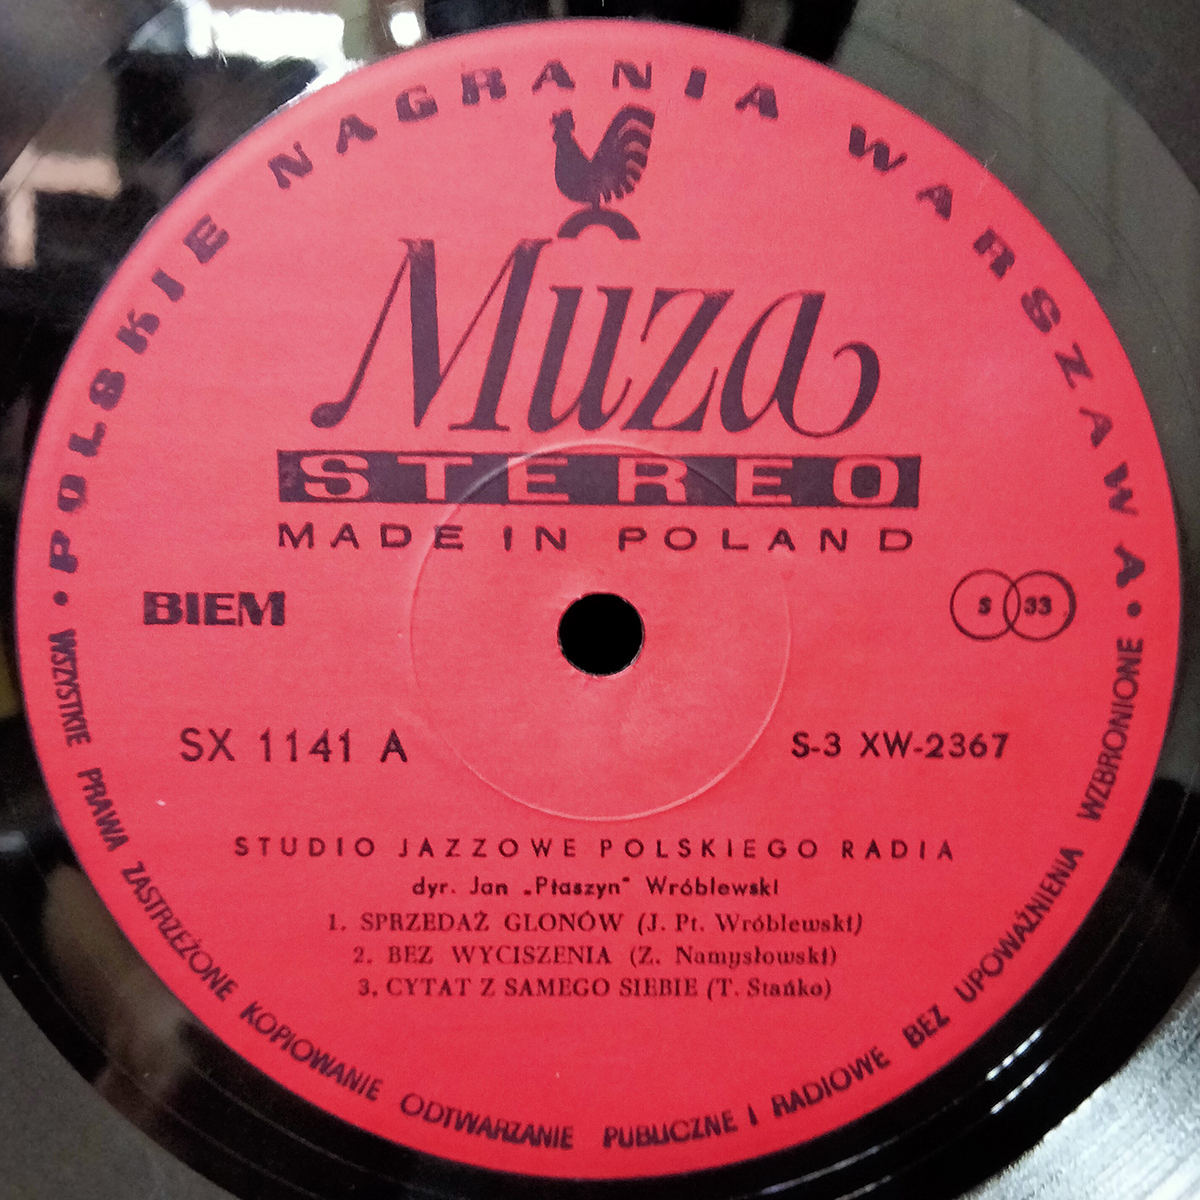 • POLSKIE NAGRANIA WARSZAWA •
Muza
STEREO
MADE IN POLAND
BIEM
S 33
SX 1141 A
S-3 XW-2367
STUDIO JAZZOWE POLSKIEGO RADIA
dyr. Jan „Ptaszyn" Wróblewski
1. SPRZEDAŻ GLONÓW (J. Pt. Wróblewski)
2. BEZ WYCISZENIA (Z. Namysłowski)
3. CYTAT Z SAMEGO SIEBIE (T. Stańko)
WSZYSTKIE PRAWA ZASTRZEŻONE KOPIOWANIE ODTWARZANIE PUBLICZNE I RADIOWE BEZ UPOWAŻNIENIA WZBRONIONE